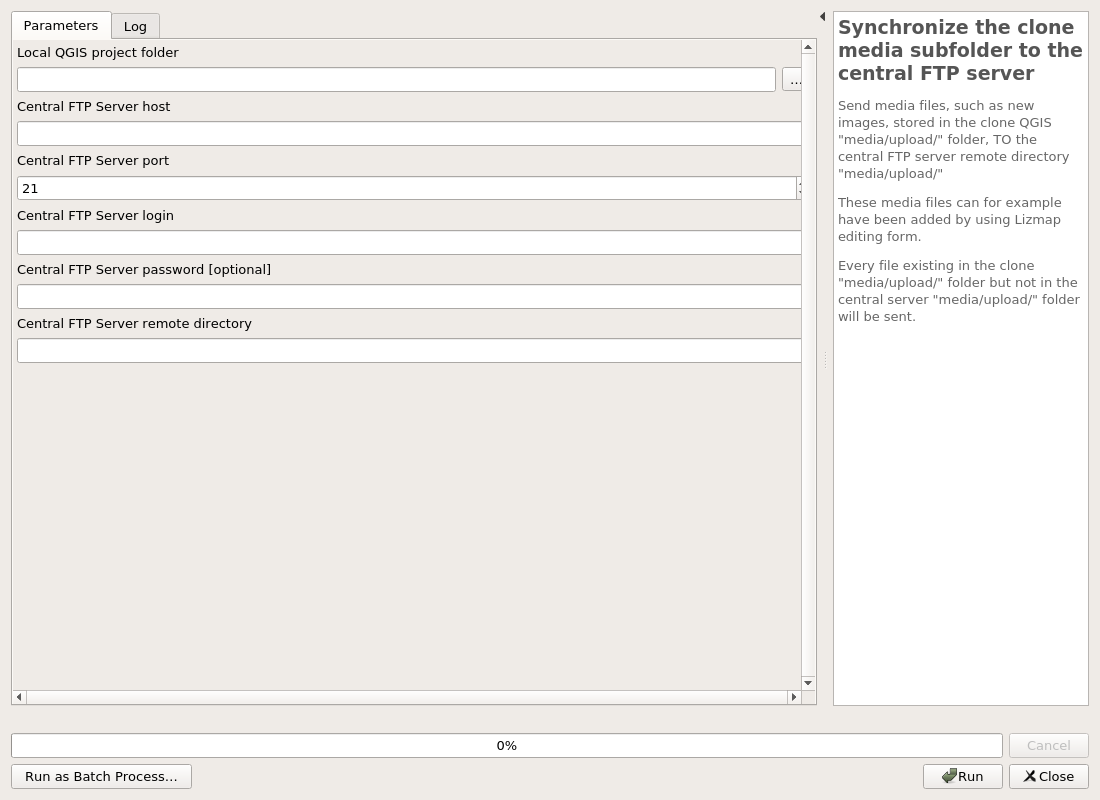 Parameters
Log
Local QGIS project folder
...
Central FTP Server host
Central FTP Server port
21
Central FTP Server login
Central FTP Server password [optional]
Central FTP Server remote directory
Synchronize the clone
media subfolder to the
central FTP server
Send media files, such as new
images, stored in the clone QGIS
"media/upload/" folder, TO the
central FTP server remote directory
"media/upload/"
These media files can for example
have been added by using Lizmap
editing form.
Every file existing in the clone
"media/upload/" folder but not in the
central server "media/upload/" folder
will be sent.
0%
Cancel
Run as Batch Process...
Run
Close